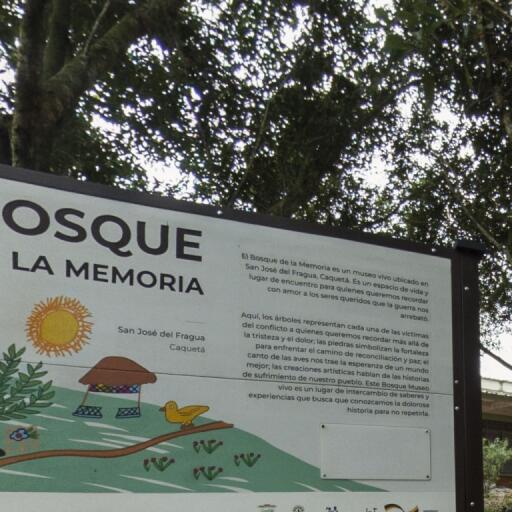 OSQUE
LA MEMORIA
San José del Fragua
Caquetá
El Bosque de la Memoria es un museo vivo ubicado en
San José del Fragua, Caquetá. Es un espacio de vida y
lugar de encuentro para quienes queremos recordar
con amor a los seres queridos que la guerra nos
arrebató.
Aquí, los árboles representan cada una de las víctimas
del conflicto a quienes queremos recordar más allá de
la tristeza y el dolor; las piedras simbolizan la fortaleza
para enfrentar el camino de reconciliación y paz; el
canto de las aves nos trae la esperanza de un mundo
mejor; las creaciones artísticas hablan de las historias
de sufrimiento de nuestro pueblo. Este Bosque Museo
vivo es un lugar de intercambio de saberes y
experiencias que busca que conozcamos la dolorosa
historia para no repetirla.